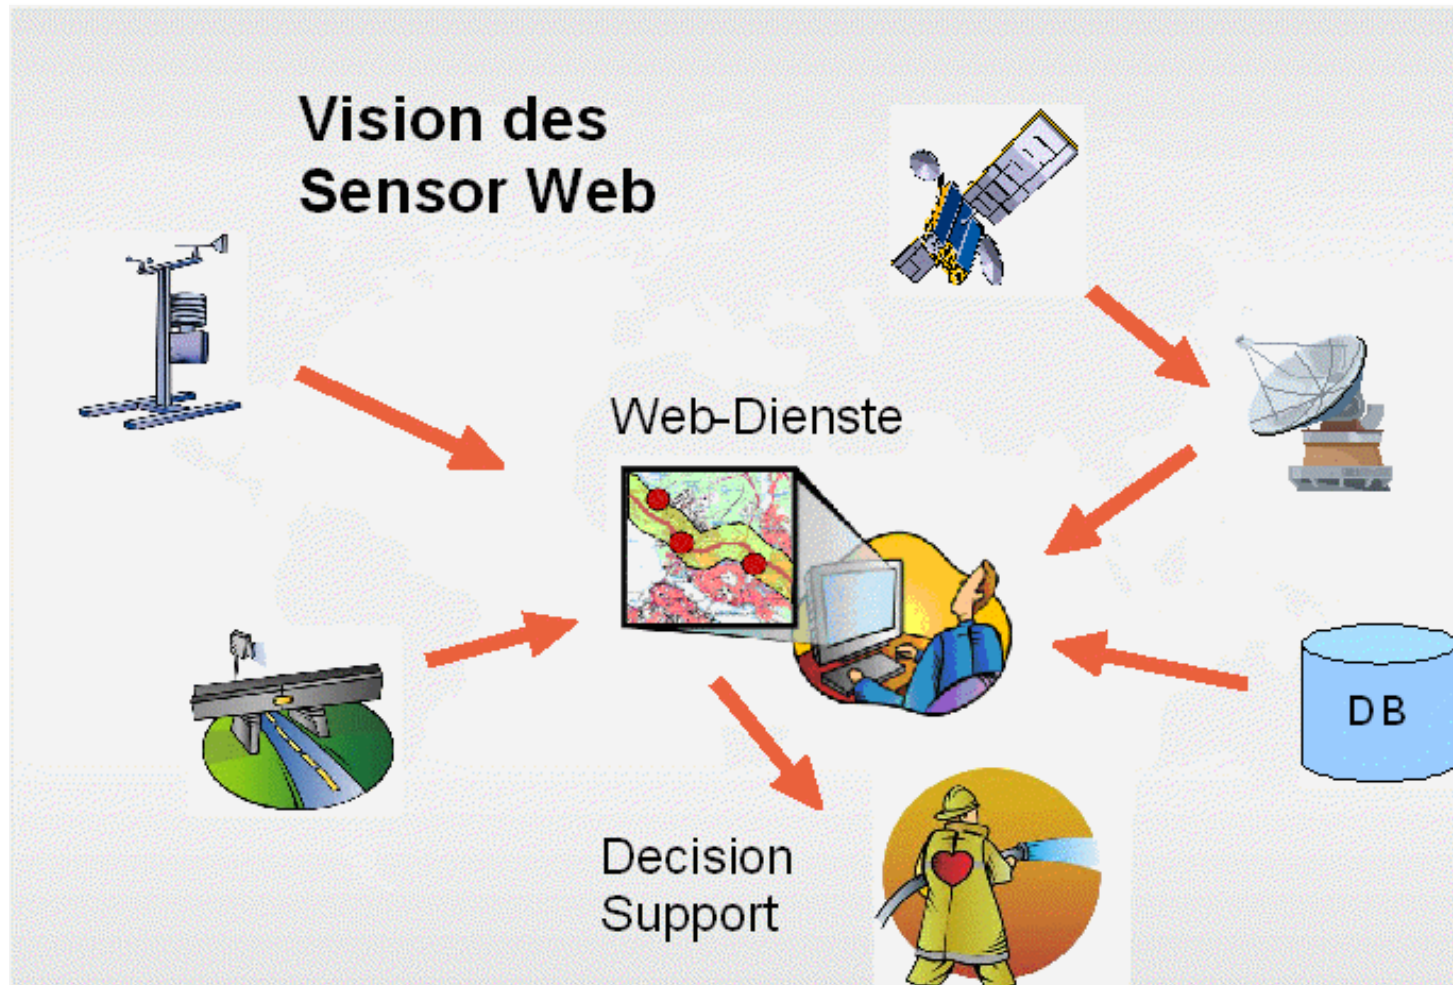 Vision des
Sensor Web
Web-Dienste
DB
Decision
Support